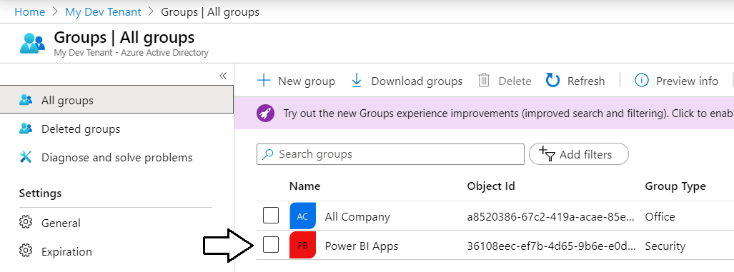 Home > My Dev Tenant > Groups | All groups
Groups | All groups
My Dev Tenant - Azure Active Directory
«
All groups
Deleted groups
Diagnose and solve problems
Settings
General
Expiration
+ New group Download groups Delete Refresh Preview info
Try out the new Groups experience improvements (improved search and filtering). Click to enab
Search groups Add filters
Name Object Id Group Type
AC All Company a8520386-67c2-419a-acae-85e... Office
PB Power BI Apps 36108eec-ef7b-4d65-9b6e-e0d... Security